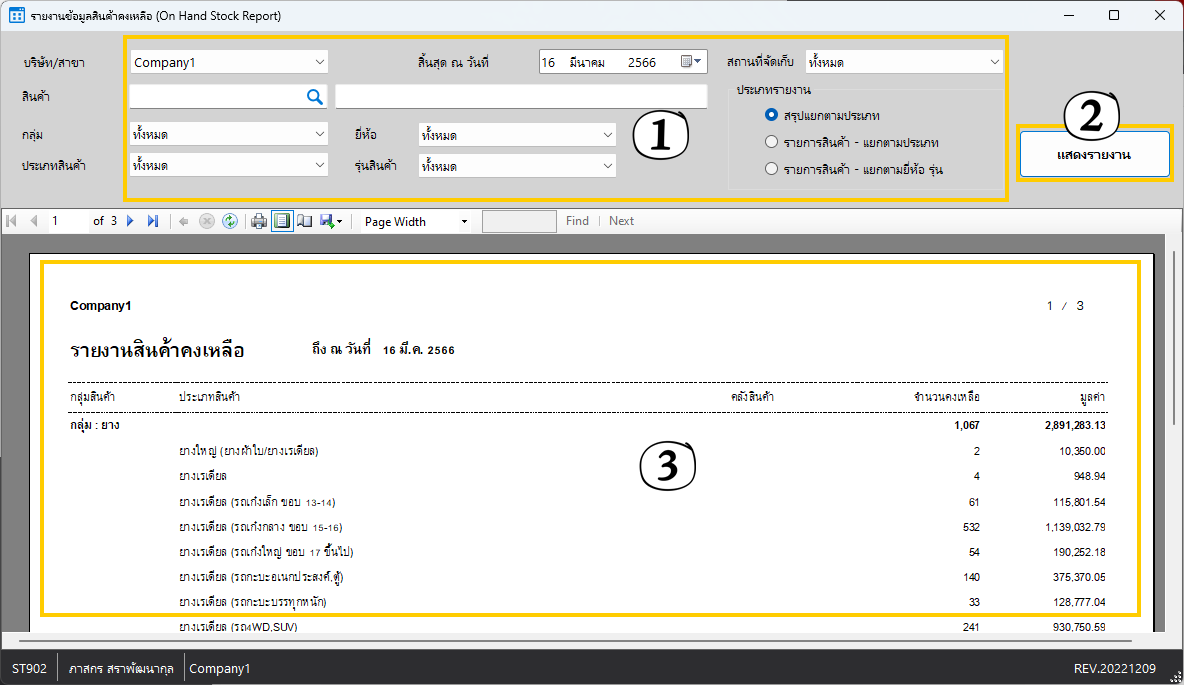 รายงานข้อมูลสินค้าคงเหลือ (On Hand Stock Report)
บริษัท/สาขา Company1 สิ้นสุด ณ วันที่ 16 มีนาคม 2566 สถานที่จัดเก็บ ทั้งหมด
สินค้า ประเภทรายงาน
สรุปแยกตามประเภท
กลุ่ม ทั้งหมด ยี่ห้อ ทั้งหมด 1 รายการสินค้า - แยกตามประเภท
ประเภทสินค้า ทั้งหมด รุ่นสินค้า ทั้งหมด รายการสินค้า - แยกตามยี่ห้อ รุ่น
2
แสดงรายงาน
1 of 3 Page Width Find Next
Company1 1 / 3
รายงานสินค้าคงเหลือ ถึง ณ วันที่ 16 มี.ค. 2566
กลุ่มสินค้า ประเภทสินค้า คลังสินค้า จำนวนคงเหลือ มูลค่า
กลุ่ม : ยาง 1,067 2,891,283.13
ยางใหญ่ (ยางผ้าใบ/ยางเรเดียล) 2 10,350.00
3
ยางเรเดียล 4 948.94
ยางเรเดียล (รถเก๋งเล็ก ขอบ 13-14) 61 115,801.54
ยางเรเดียล (รถเก๋งกลาง ขอบ 15-16) 532 1,139,032.79
ยางเรเดียล (รถเก๋งใหญ่ ขอบ 17 ขึ้นไป) 54 190,252.18
ยางเรเดียล (รถกะบะอเนกประสงค์,ตู้) 140 375,370.05
ยางเรเดียล (รถกะบะบรรทุกหนัก) 33 128,777.04
ยางเรเดียล (รถ4WD,SUV) 241 930,750.59
ST902 ภาสกร สราพัฒนากุล Company1 REV.20221209